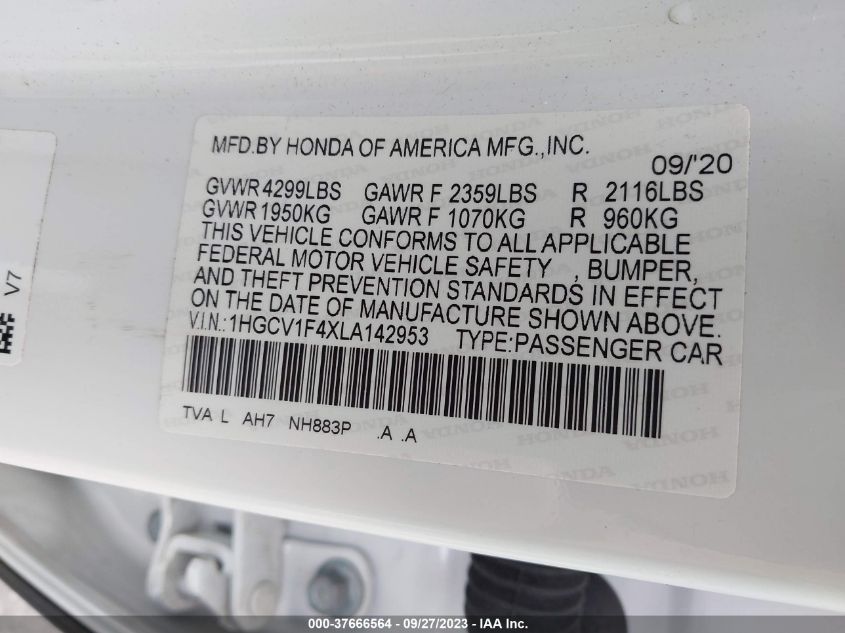 MFD.BY HONDA OF AMERICA MFG.,INC.
09/'20
GVWR 4299LBS GAWR F 2359LBS R 2116LBS
GVWR 1950KG GAWR F 1070KG R 960KG
THIS VEHICLE CONFORMS TO ALL APPLICABLE
FEDERAL MOTOR VEHICLE SAFETY , BUMPER,
AND THEFT PREVENTION STANDARDS IN EFFECT
ON THE DATE OF MANUFACTURE SHOWN ABOVE.
V.I.N.:1HGCV1F4XLA142953 TYPE:PASSENGER CAR
TVA L AH7 NH883P .A .A
V7
000-37666564 - 09/27/2023 - IAA Inc.